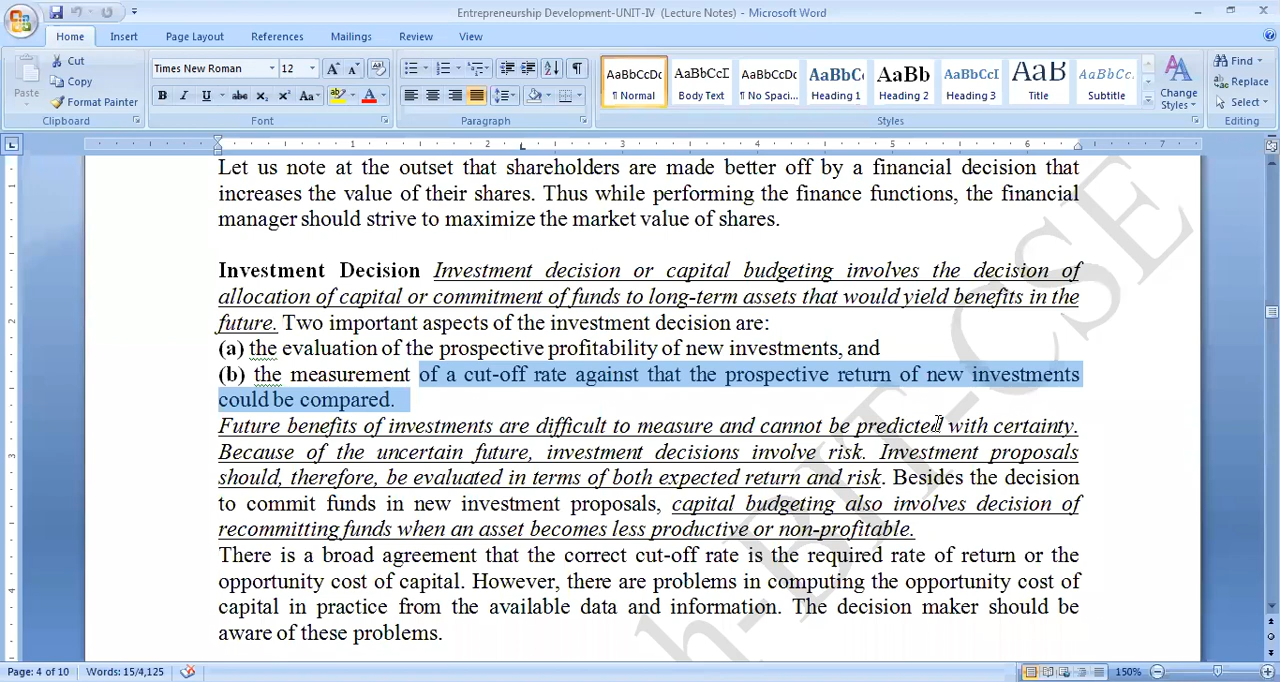 Entrepreneurship Development-UNIT-IV (Lecture Notes) - Microsoft Word
Home Insert Page Layout References Mailings Review View
Paste Cut Copy Format Painter Clipboard
Times New Roman 12 Font
Paragraph
AaBbCcDc AaBbCcI AaBbCcDc AaBbC AaBbCc AaBbCcI AaB AaBbCc.
¶ Normal Body Text ¶ No Spaci... Heading 1 Heading 2 Heading 3 Title Subtitle Change Styles
Styles
Find Replace Select Editing
1 2 3 4 5 6 7
Let us note at the outset that shareholders are made better off by a financial decision that
increases the value of their shares. Thus while performing the finance functions, the financial
manager should strive to maximize the market value of shares.
Investment Decision Investment decision or capital budgeting involves the decision of
allocation of capital or commitment of funds to long-term assets that would yield benefits in the
future. Two important aspects of the investment decision are:
(a) the evaluation of the prospective profitability of new investments, and
(b) the measurement of a cut-off rate against that the prospective return of new investments
could be compared.
Future benefits of investments are difficult to measure and cannot be predicted with certainty.
Because of the uncertain future, investment decisions involve risk. Investment proposals
should, therefore, be evaluated in terms of both expected return and risk. Besides the decision
to commit funds in new investment proposals, capital budgeting also involves decision of
recommitting funds when an asset becomes less productive or non-profitable.
There is a broad agreement that the correct cut-off rate is the required rate of return or the
opportunity cost of capital. However, there are problems in computing the opportunity cost of
capital in practice from the available data and information. The decision maker should be
aware of these problems.
h-BIT-CSE
Page: 4 of 10 Words: 15/4,125 150%